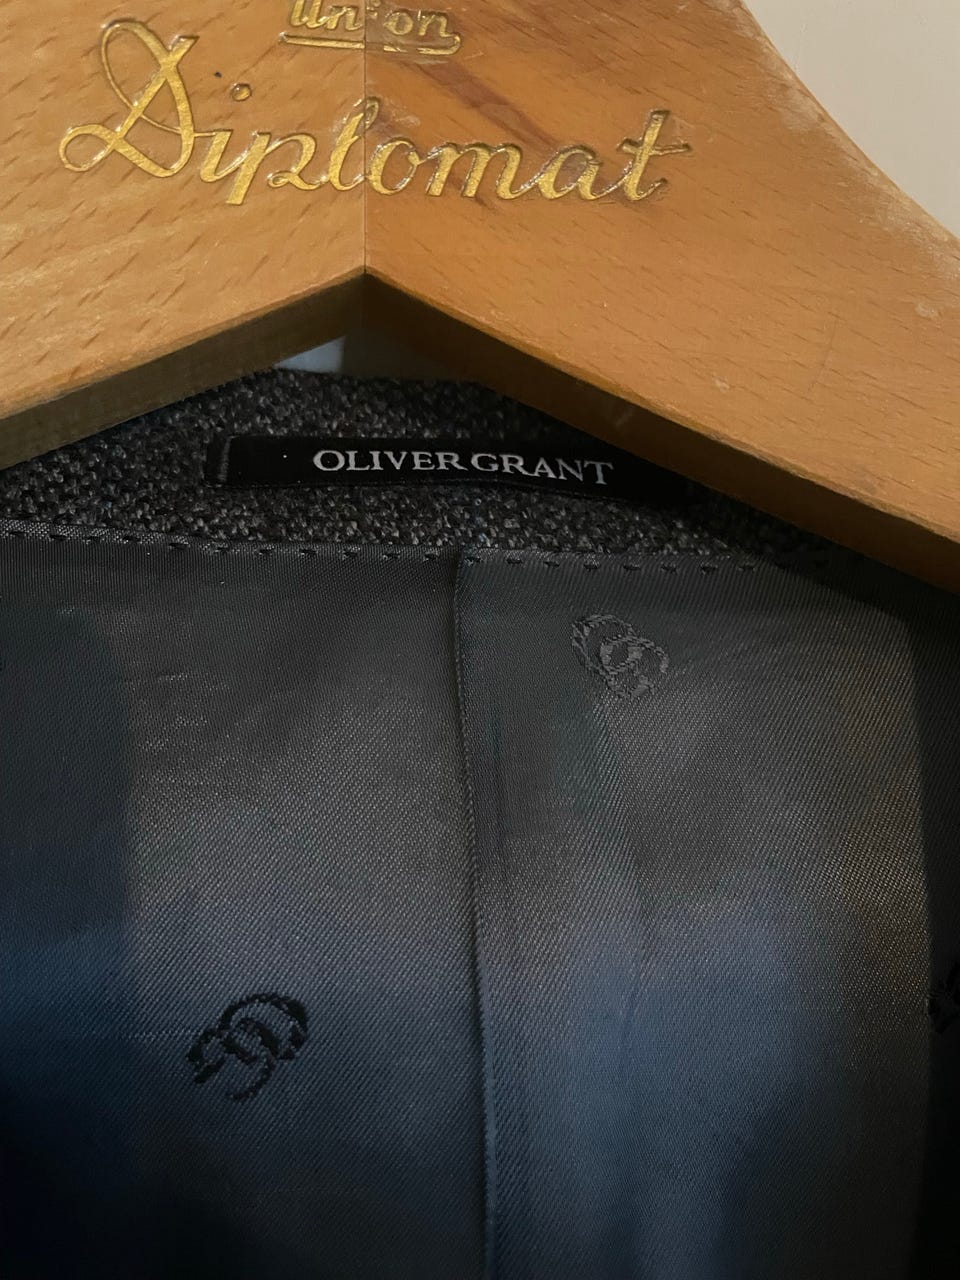 Union
Diplomat
OLIVER GRANT